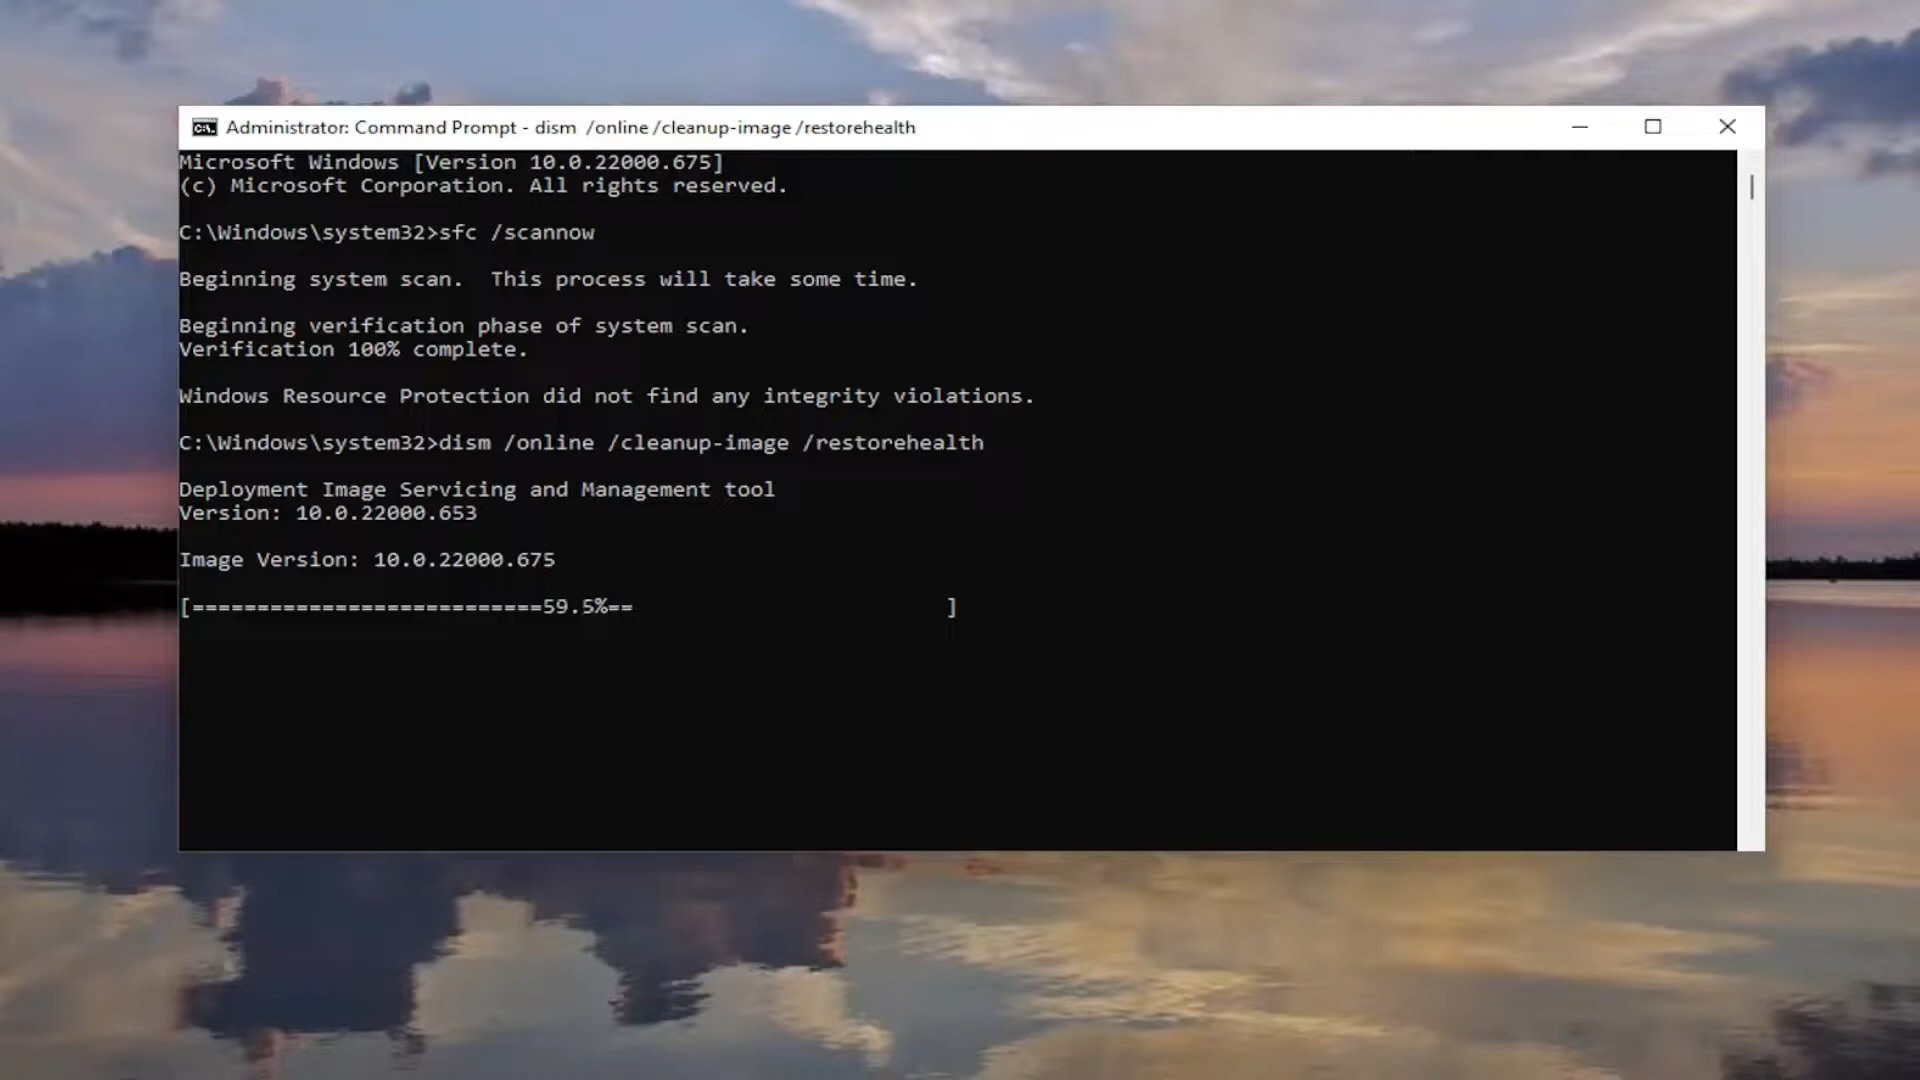 Administrator: Command Prompt - dism  /online /cleanup-image /restorehealth
Microsoft Windows [Version 10.0.22000.675]
(c) Microsoft Corporation. All rights reserved.
C:\Windows\system32>sfc /scannow
Beginning system scan.  This process will take some time.
Beginning verification phase of system scan.
Verification 100% complete.
Windows Resource Protection did not find any integrity violations.
C:\Windows\system32>dism /online /cleanup-image /restorehealth
Deployment Image Servicing and Management tool
Version: 10.0.22000.653
Image Version: 10.0.22000.675
[===========================59.5%==                        ]